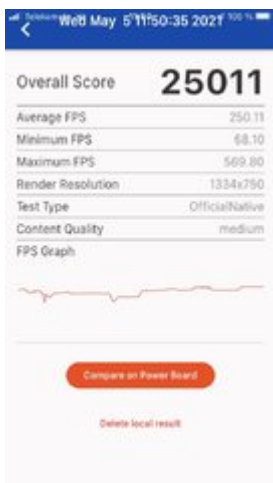 Wed May 5 11:50:35 2021
100 %
Overall Score 25011
Average FPS 250.11
Minimum FPS 68.10
Maximum FPS 569.80
Render Resolution 1334x750
Test Type OfficialNative
Content Quality medium
FPS Graph
Compare on Power Board
Delete local result